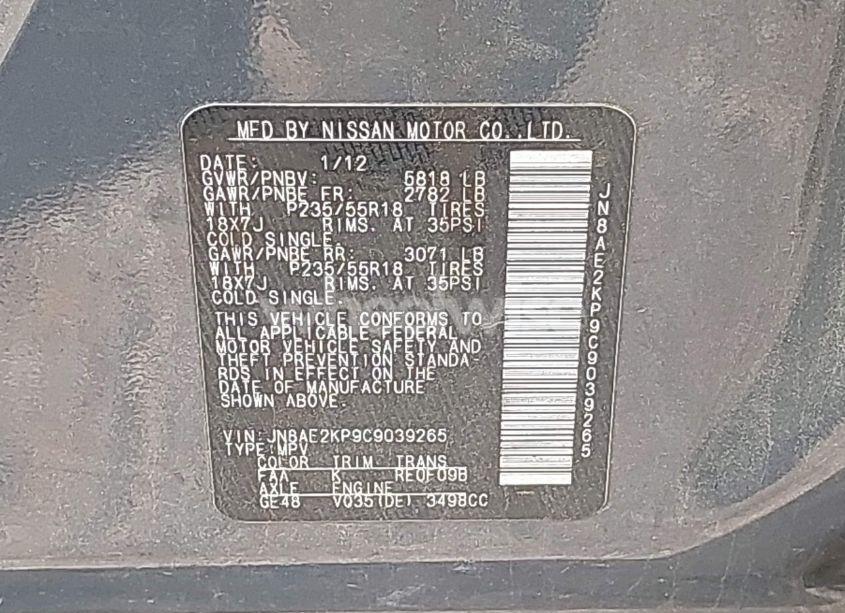 MFD BY NISSAN MOTOR CO.,LTD.
DATE: 1/12
GVWR/PNBV: 5818 LB
GAWR/PNBE FR: 2782 LB
WITH P235/55R18 TIRES
18X7J RIMS. AT 35PSI
COLD SINGLE.
GAWR/PNBE RR: 3071 LB
WITH P235/55R18 TIRES
18X7J RIMS. AT 35PSI
COLD SINGLE.
THIS VEHICLE CONFORMS TO
ALL APPLICABLE FEDERAL
MOTOR VEHICLE SAFETY AND
THEFT PREVENTION STANDA-
RDS IN EFFECT ON THE
DATE OF MANUFACTURE
SHOWN ABOVE.
VIN:JN8AE2KP9C9039265
TYPE:MPV
COLOR TRIM TRANS
FAA K RE0F09B
AXLE ENGINE
GE48 VQ35(DE) 3498CC
JN8AE2KP9C9039265